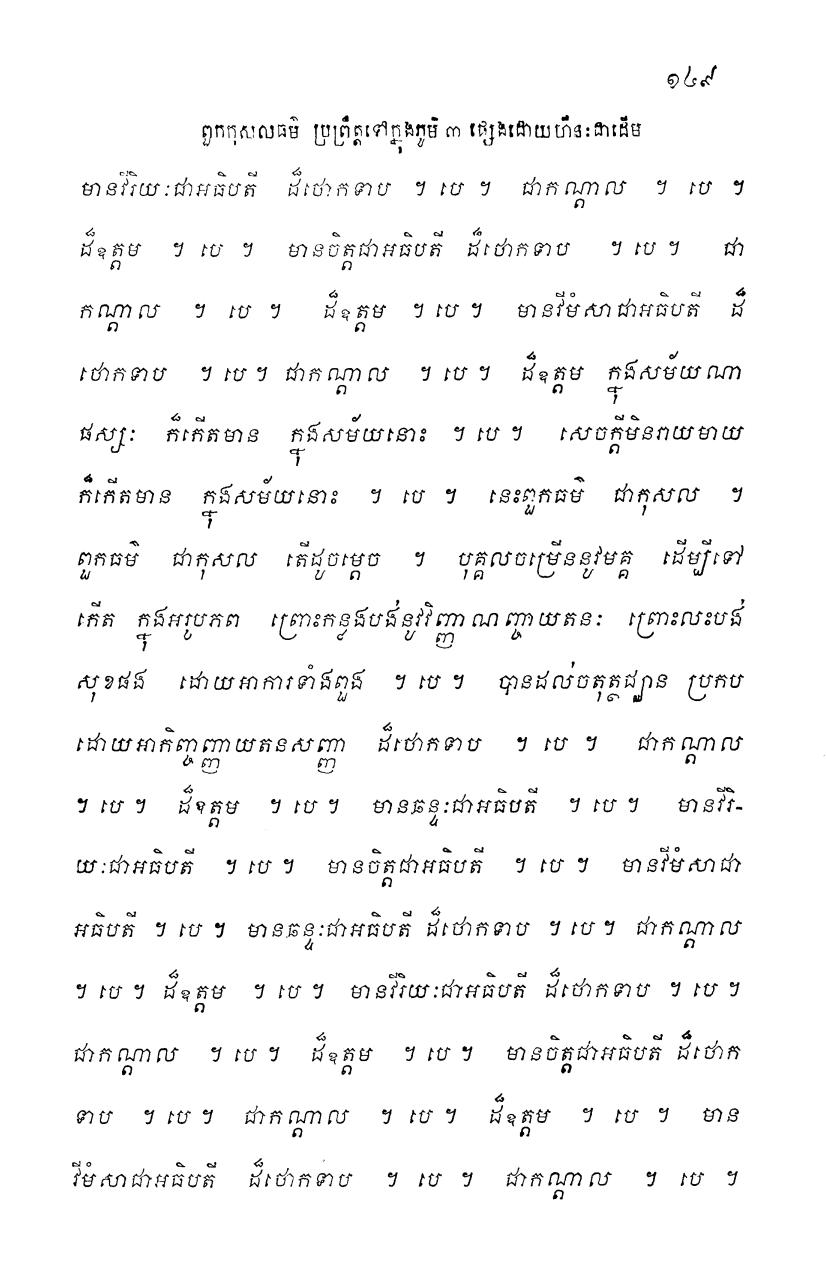 ១៤៩
ពួកកុសលធម៌ ប្រព្រឹត្តទៅក្នុងភូមិ ៣ ផ្សេងដោយហីនៈជាដើម
មានវីរិយៈជាអធិបតី ដ៏ថោកទាប ។ បេ ។ ជាកណ្តាល ។ បេ ។
ដ៏ឧត្តម ។ បេ ។ មានចិត្តជាអធិបតី ដ៏ថោកទាប ។ បេ ។ ជា
កណ្តាល ។ បេ ។ ដ៏ឧត្តម ។ បេ ។ មានវីមំសាជាអធិបតី ដ៏
ថោកទាប ។ បេ ។ ជាកណ្តាល ។ បេ ។ ដ៏ឧត្តម ក្នុងសម័យណា
ផស្សៈ ក៏កើតមាន ក្នុងសម័យនោះ ។ បេ ។ សេចក្តីមិនរាយមាយ
ក៏កើតមាន ក្នុងសម័យនោះ ។ បេ ។ នេះពួកធម៌ ជាកុសល ។
ពួកធម៌ ជាកុសល តើដូចម្តេច ។ បុគ្គលចម្រើននូវមគ្គ ដើម្បីទៅ
កើត ក្នុងអរូបភព ព្រោះកន្លងបង់នូវវិញ្ញាណញ្ចាយតនៈ ព្រោះលះបង់
សុខផង ដោយអាការទាំងពួង ។ បេ ។ បានដល់ចតុត្ថជ្ឈាន ប្រកប
ដោយអាកិញ្ចញ្ញាយតនសញ្ញា ដ៏ថោកទាប ។ បេ ។ ជាកណ្តាល
។ បេ ។ ដ៏ឧត្តម ។ បេ ។ មានឆន្ទៈជាអធិបតី ។ បេ ។ មានវីរិ-
យៈជាអធិបតី ។ បេ ។ មានចិត្តជាអធិបតី ។ បេ ។ មានវីមំសាជា
អធិបតី ។ បេ ។ មានឆន្ទៈជាអធិបតី ដ៏ថោកទាប ។ បេ ។ ជាកណ្តាល
។ បេ ។ ដ៏ឧត្តម ។ បេ ។ មានវីរិយៈជាអធិបតី ដ៏ថោកទាប ។ បេ ។
ជាកណ្តាល ។ បេ ។ ដ៏ឧត្តម ។ បេ ។ មានចិត្តជាអធិបតី ដ៏ថោក
ទាប ។ បេ ។ ជាកណ្តាល ។ បេ ។ ដ៏ឧត្តម ។ បេ ។ មាន
វីមំសាជាអធិបតី ដ៏ថោកទាប ។ បេ ។ ជាកណ្តាល ។ បេ ។